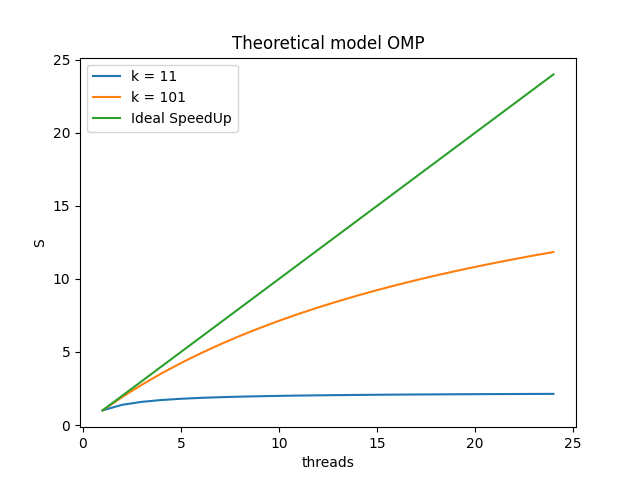 Theoretical model OMP
25
20
15
10
5
0
S
k = 11
k = 101
Ideal SpeedUp
0
5
10
15
20
25
threads